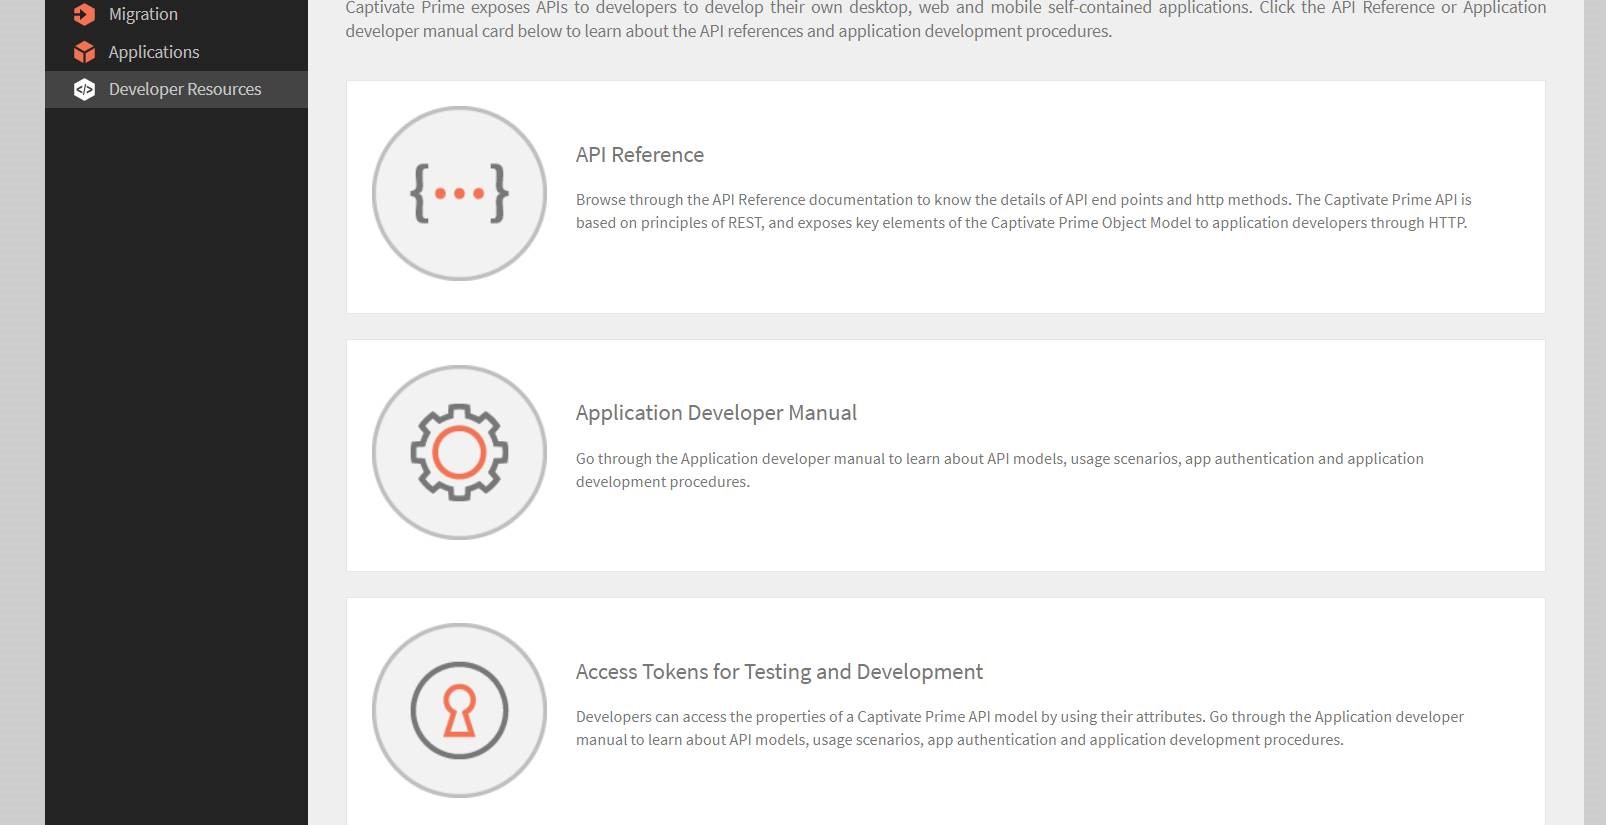 Migration
Applications
Developer Resources
Captivate Prime exposes APIs to developers to develop their own desktop, web and mobile self-contained applications. Click the API Reference or Application
developer manual card below to learn about the API references and application development procedures.
API Reference
Browse through the API Reference documentation to know the details of API end points and http methods. The Captivate Prime API is
based on principles of REST, and exposes key elements of the Captivate Prime Object Model to application developers through HTTP.
Application Developer Manual
Go through the Application developer manual to learn about API models, usage scenarios, app authentication and application
development procedures.
Access Tokens for Testing and Development
Developers can access the properties of a Captivate Prime API model by using their attributes. Go through the Application developer
manual to learn about API models, usage scenarios, app authentication and application development procedures.